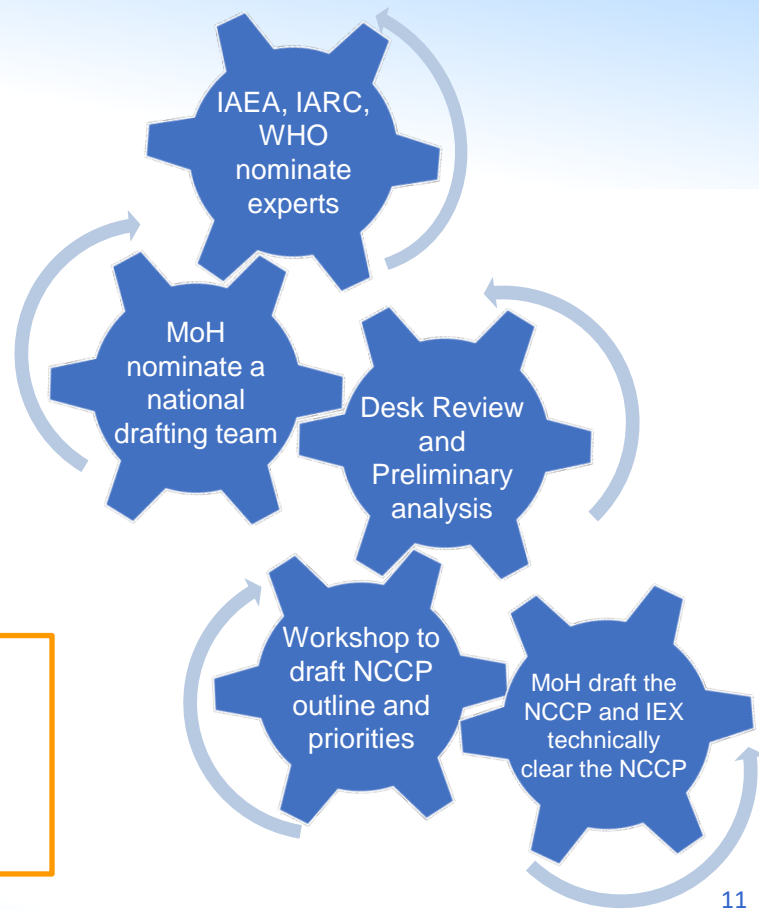 IAEA, IARC,
WHO
nominate
experts
MoH
nominate a
national
drafting team
Desk Review
and
Preliminary
analysis
Workshop to
draft NCCP
outline and
priorities
MoH draft the
NCCP and IEX
technically
clear the NCCP
11